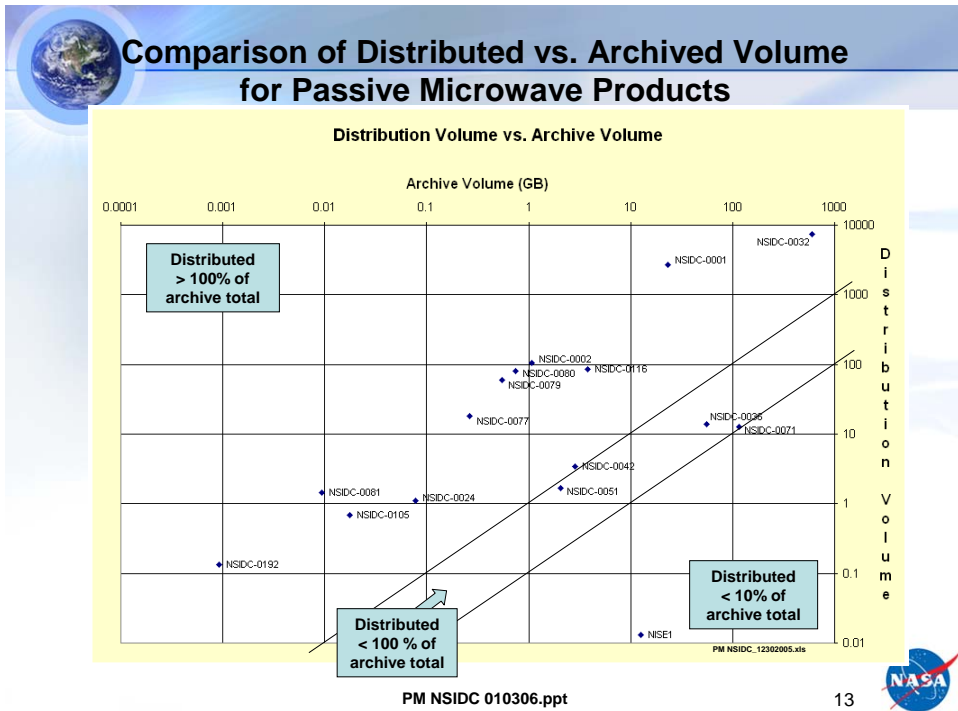 Comparison of Distributed vs. Archived Volume
for Passive Microwave Products
Distribution Volume vs. Archive Volume
Archive Volume (GB)
0.0001 0.001 0.01 0.1 1 10 100 1000
10000
1000
100
10
1
0.1
0.01
Distribution Volume
Distributed
> 100% of
archive total
NSIDC-0032
NSIDC-0001
NSIDC-0002
NSIDC-0116
NSIDC-0080
NSIDC-0079
NSIDC-0077
NSIDC-0035
NSIDC-0071
NSIDC-0042
NSIDC-0051
NSIDC-0081
NSIDC-0024
NSIDC-0105
NSIDC-0192
Distributed
< 10% of
archive total
Distributed
< 100 % of
archive total
NISE1
PM NSIDC_12302005.xls
PM NSIDC 010306.ppt
13
NASA